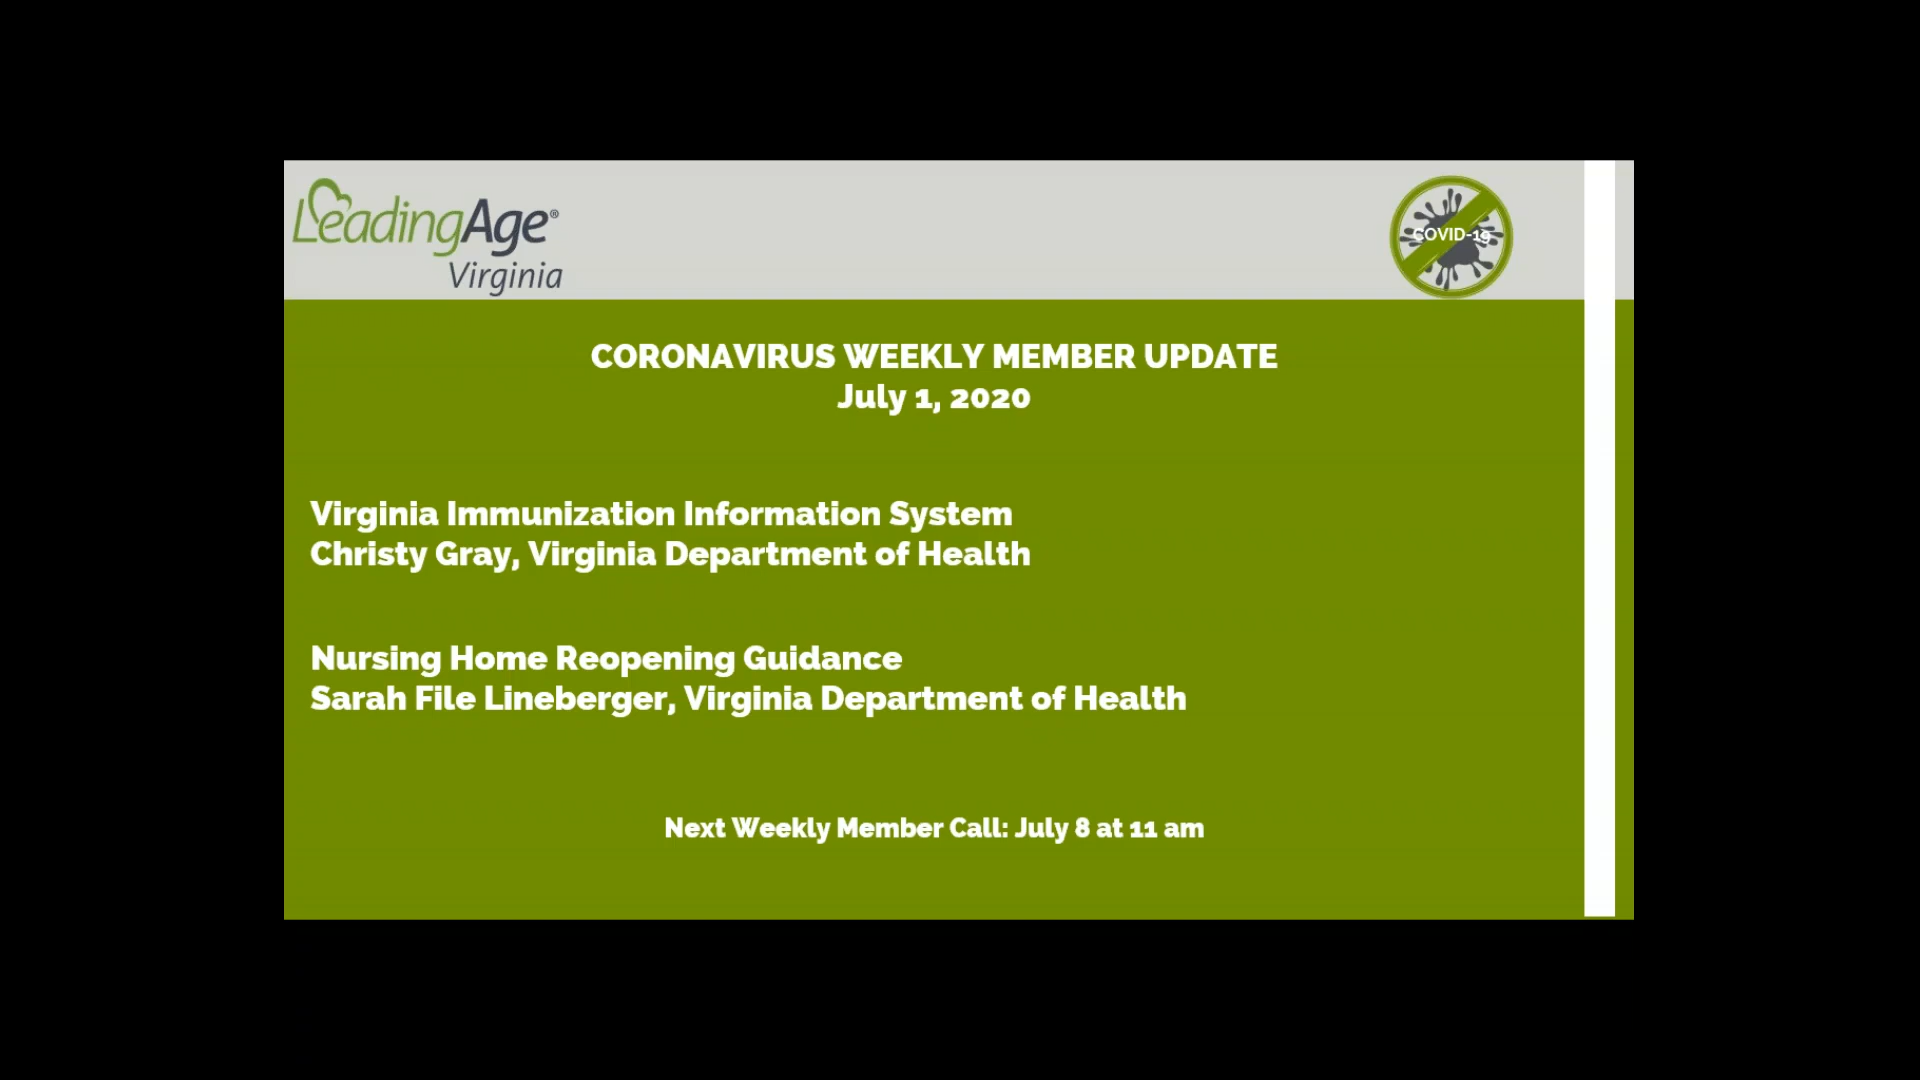 LeadingAge®
Virginia
COVID-19
CORONAVIRUS WEEKLY MEMBER UPDATE
July 1, 2020
Virginia Immunization Information System
Christy Gray, Virginia Department of Health
Nursing Home Reopening Guidance
Sarah File Lineberger, Virginia Department of Health
Next Weekly Member Call: July 8 at 11 am